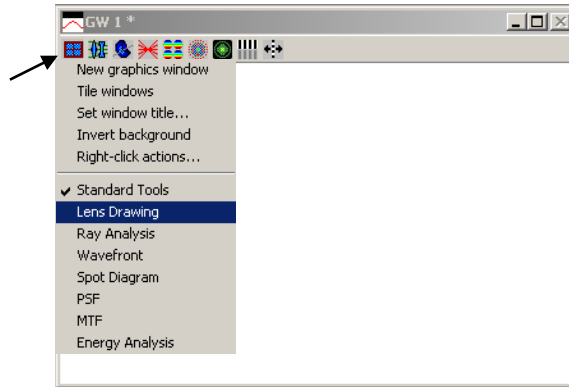 GW 1 *
New graphics window
Tile windows
Set window title...
Invert background
Right-click actions...
Standard Tools
Lens Drawing
Ray Analysis
Wavefront
Spot Diagram
PSF
MTF
Energy Analysis